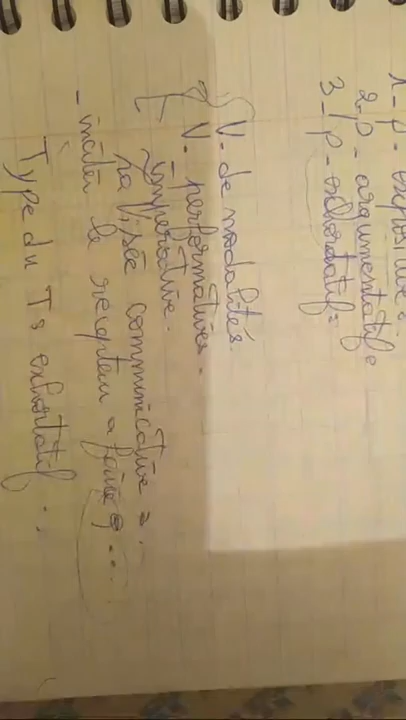 1 - P - expositives.
2 P - argumentatif e
3 - P - exhortatif =
V. de modalités.
V. - performatives.
- impérative.
La visée communicative =
- inciter le récepteur a faire ...
Type du T = exhortatif ..